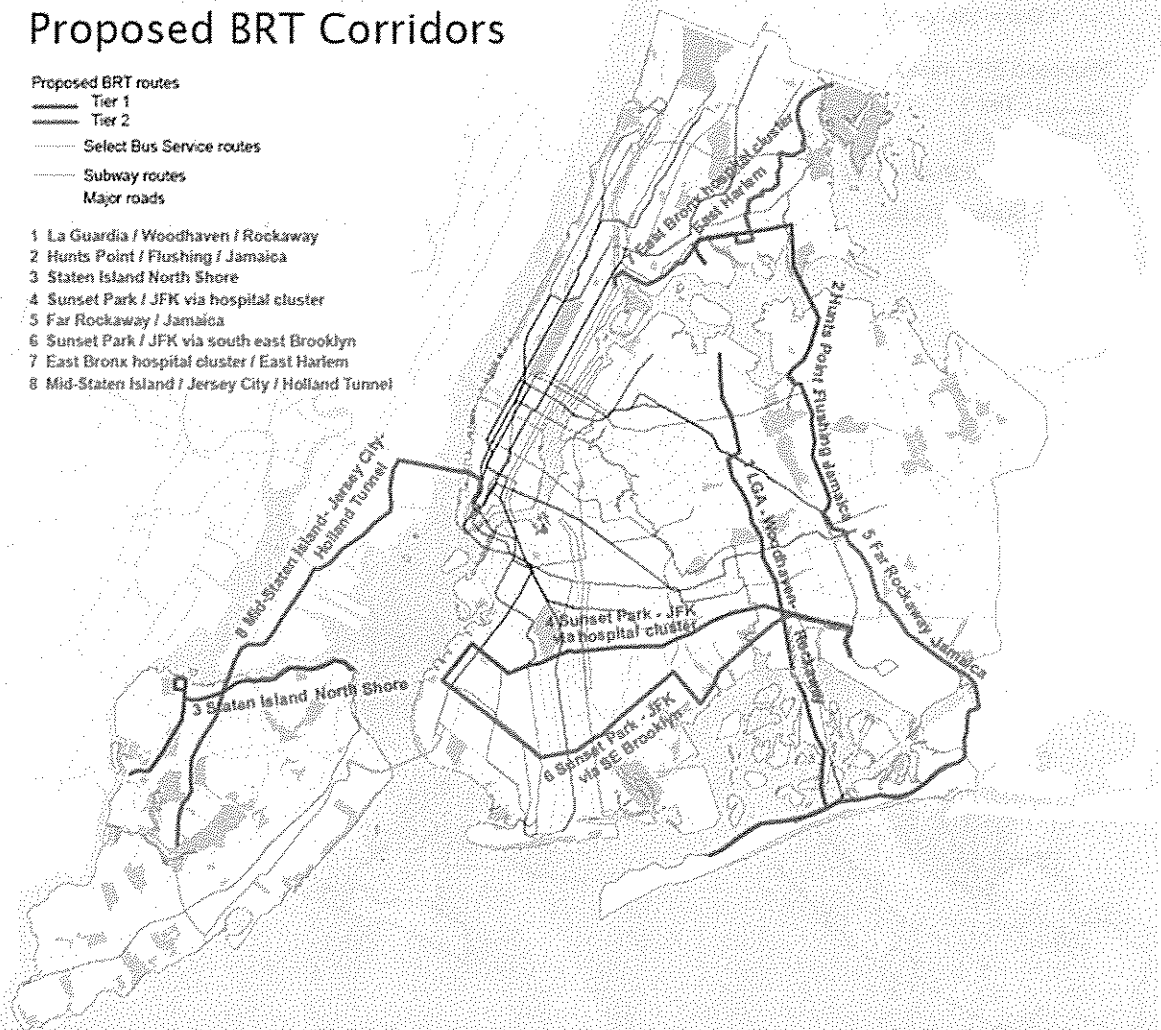 Proposed BRT Corridors
Proposed BRT routes
Tier 1
Tier 2
Select Bus Service routes
Subway routes
Major roads
1 La Guardia / Woodhaven / Rockaway
2 Hunts Point / Flushing / Jamaica
3 Staten Island North Shore
4 Sunset Park / JFK via hospital cluster
5 Far Rockaway / Jamaica
6 Sunset Park / JFK via south east Brooklyn
7 East Bronx hospital cluster / East Harlem
8 Mid-Staten Island / Jersey City / Holland Tunnel
7 East Bronx hospital cluster
East Harlem
2 Hunts Point Flushing Jamaica
8 Mid-Staten Island - Jersey City-
Holland Tunnel
1 LGA - Woodhaven-
Rockaway
5 Far Rockaway Jamaica
4 Sunset Park - JFK
via hospital cluster
3 Staten Island North Shore
6 Sunset Park - JFK
via SE Brooklyn